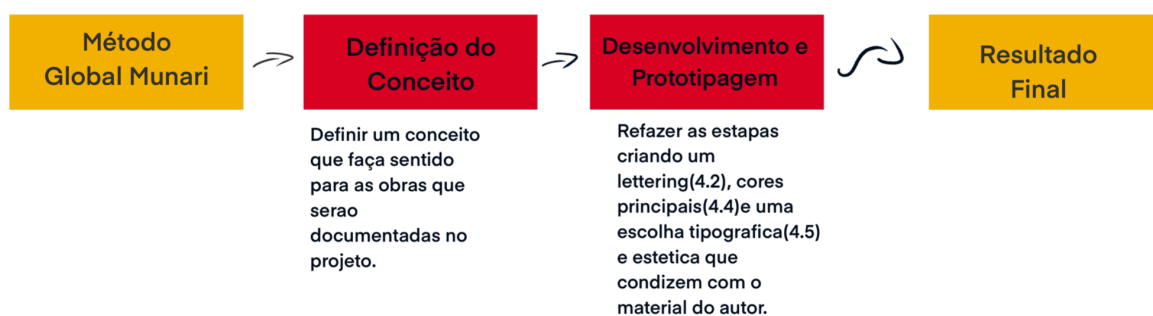 Método
Global Munari
Definição do
Conceito
Definir um conceito
que faça sentido
para as obras que
serao
documentadas no
projeto.
Desenvolvimento e
Prototipagem
Refazer as estapas
criando um
lettering(4.2), cores
principais(4.4)e uma
escolha tipografica(4.5)
e estetica que
condizem com o
material do autor.
Resultado
Final